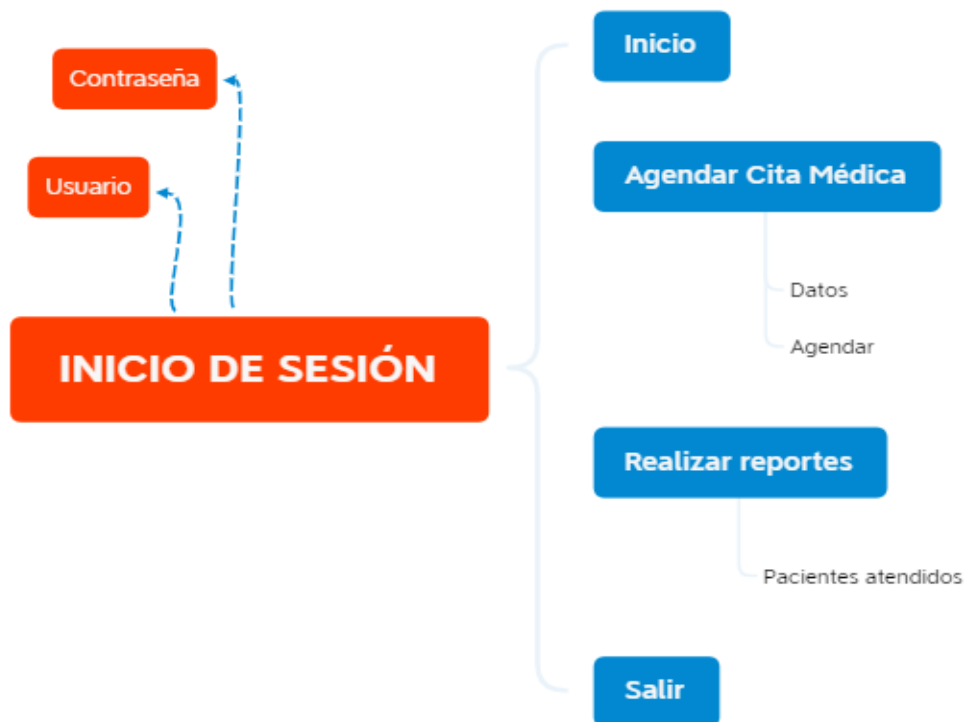 Contraseña
Usuario
INICIO DE SESIÓN
Inicio
Agendar Cita Médica
Datos
Agendar
Realizar reportes
Pacientes atendidos
Salir